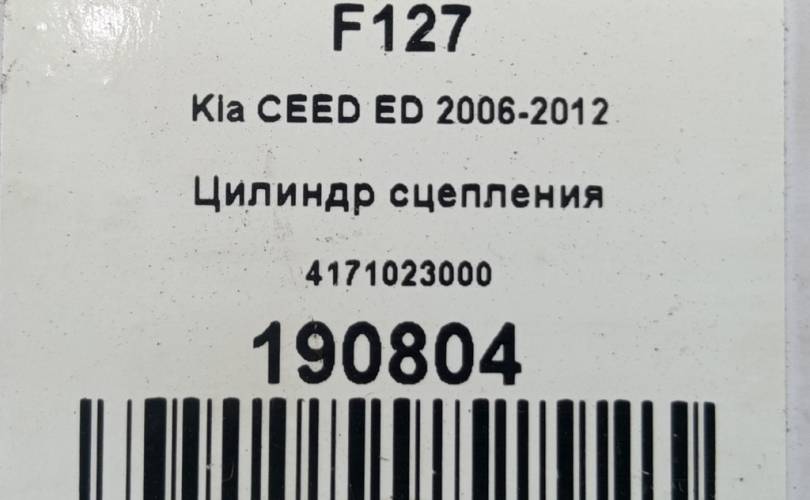 F127
Kia CEED ED 2006-2012
Цилиндр сцепления
4171023000
190804